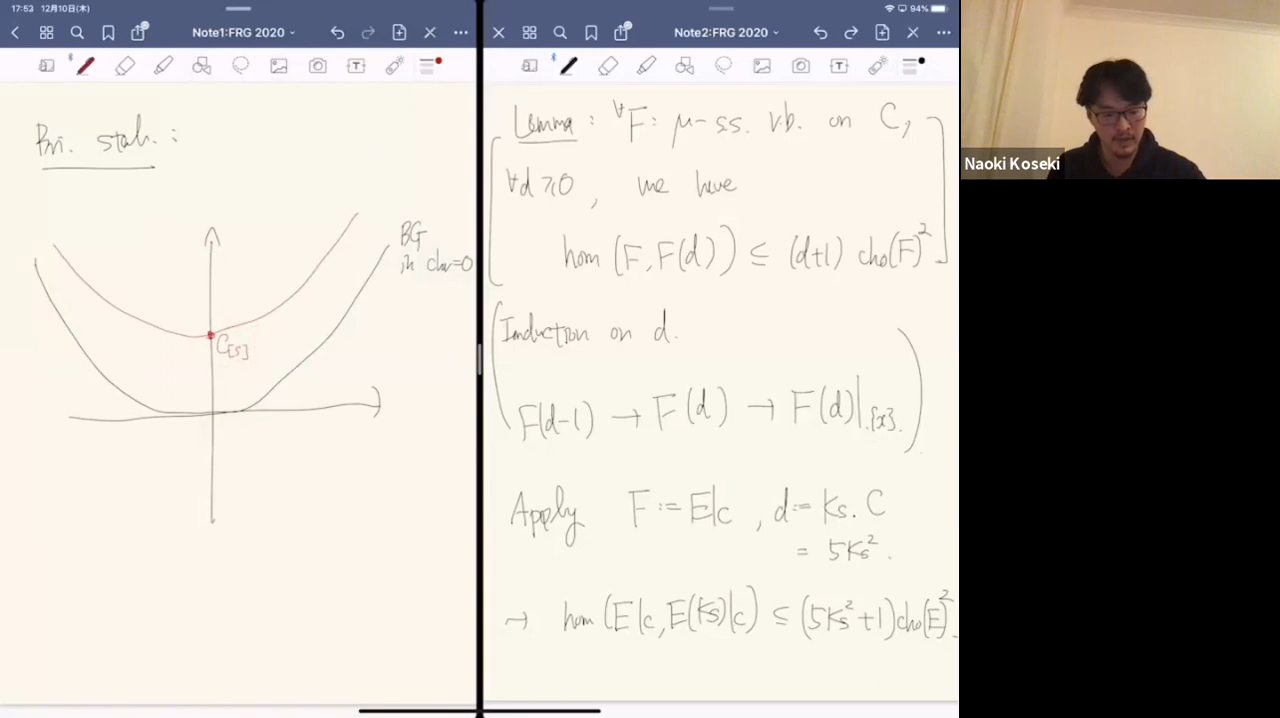 17:53 12月10日(木)
94%
Note1:FRG 2020
Note2:FRG 2020
Bri. stab. :
BG
in char=0
C[S]
Lemma : ∀F : μ-ss. v.b. on C,
∀d ≥ 0, we have
hom (F, F(d)) ≤ (d+1) ch₀(F)²
Induction on d.
F(d-1) → F(d) → F(d)|{x}.
Apply F := E|c , d := Ks. C
= 5Ks².
→ hom (E|c, E(Ks)|c) ≤ (5Ks²+1)ch₀(E)².
Naoki Koseki